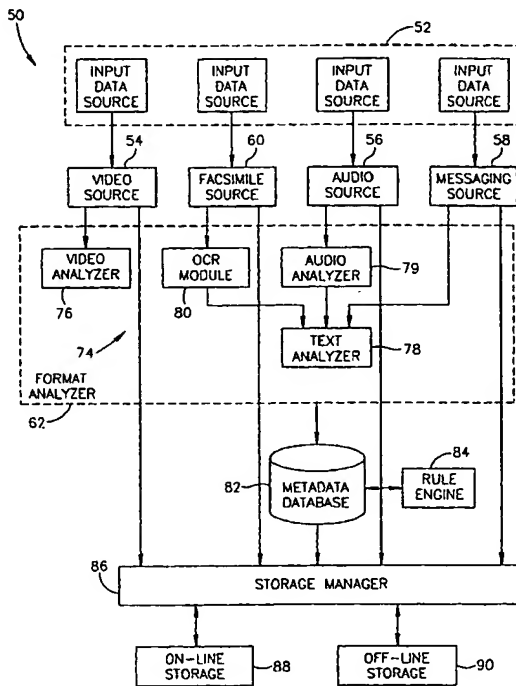 50
52
INPUT DATA SOURCE
INPUT DATA SOURCE
INPUT DATA SOURCE
INPUT DATA SOURCE
54
60
56
58
VIDEO SOURCE
FACSIMILE SOURCE
AUDIO SOURCE
MESSAGING SOURCE
VIDEO ANALYZER
76
OCR MODULE
80
AUDIO ANALYZER
79
74
TEXT ANALYZER
78
FORMAT ANALYZER
62
82
METADATA DATABASE
84
RULE ENGINE
86
STORAGE MANAGER
ON-LINE STORAGE
88
OFF-LINE STORAGE
90